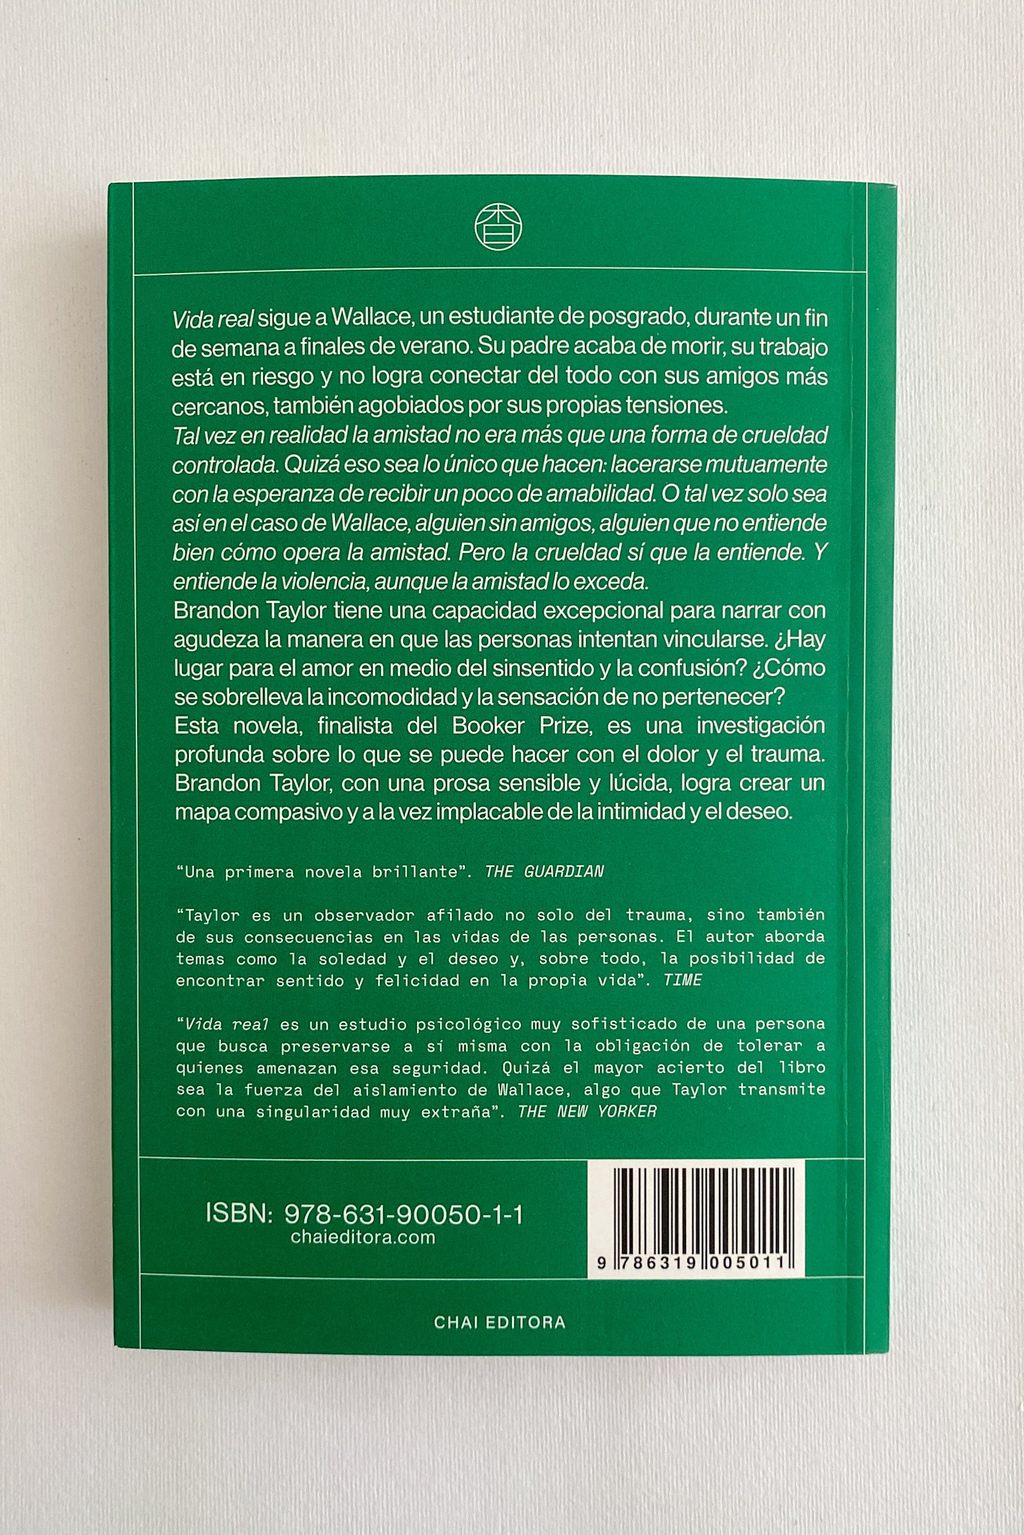 Vida real sigue a Wallace, un estudiante de posgrado, durante un fin
de semana a finales de verano. Su padre acaba de morir, su trabajo
está en riesgo y no logra conectar del todo con sus amigos más
cercanos, también agobiados por sus propias tensiones.
Tal vez en realidad la amistad no era más que una forma de crueldad
controlada. Quizá eso sea lo único que hacen: lacerarse mutuamente
con la esperanza de recibir un poco de amabilidad. O tal vez solo sea
así en el caso de Wallace, alguien sin amigos, alguien que no entiende
bien cómo opera la amistad. Pero la crueldad sí que la entiende. Y
entiende la violencia, aunque la amistad lo exceda.
Brandon Taylor tiene una capacidad excepcional para narrar con
agudeza la manera en que las personas intentan vincularse. ¿Hay
lugar para el amor en medio del sinsentido y la confusión? ¿Cómo
se sobrelleva la incomodidad y la sensación de no pertenecer?
Esta novela, finalista del Booker Prize, es una investigación
profunda sobre lo que se puede hacer con el dolor y el trauma.
Brandon Taylor, con una prosa sensible y lúcida, logra crear un
mapa compasivo y a la vez implacable de la intimidad y el deseo.
“Una primera novela brillante”. THE GUARDIAN
“Taylor es un observador afilado no solo del trauma, sino también
de sus consecuencias en las vidas de las personas. El autor aborda
temas como la soledad y el deseo y, sobre todo, la posibilidad de
encontrar sentido y felicidad en la propia vida”. TIME
“Vida real es un estudio psicológico muy sofisticado de una persona
que busca preservarse a sí misma con la obligación de tolerar a
quienes amenazan esa seguridad. Quizá el mayor acierto del libro
sea la fuerza del aislamiento de Wallace, algo que Taylor transmite
con una singularidad muy extraña”. THE NEW YORKER
ISBN: 978-631-90050-1-1
chaieditora.com
9 786319 005011
CHAI EDITORA